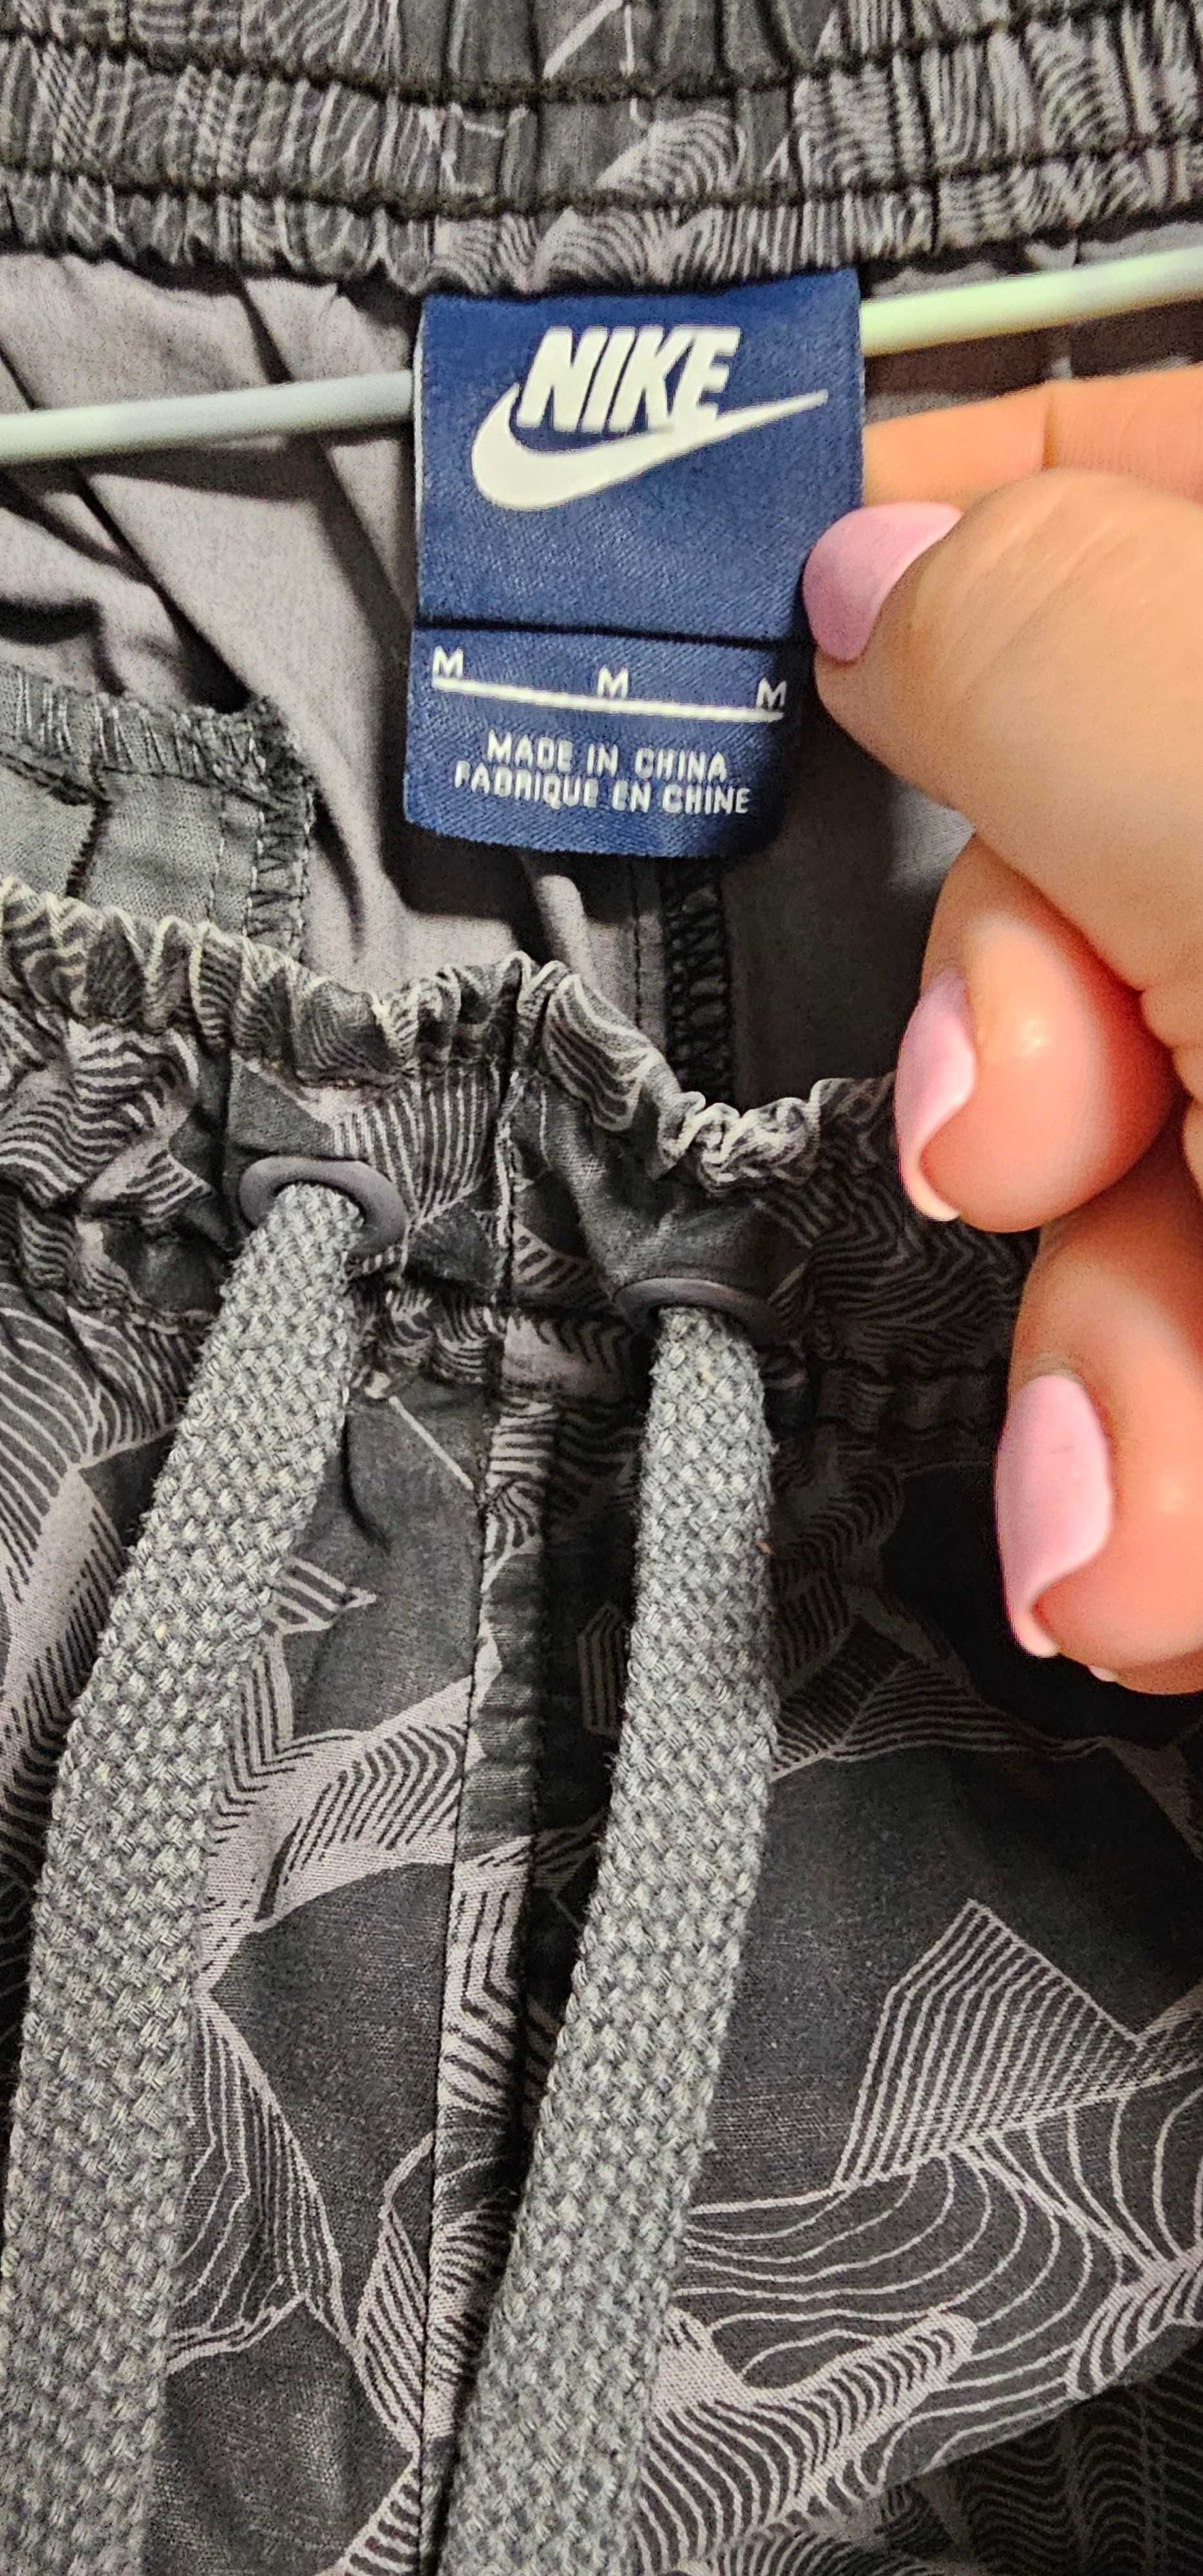 NIKE
M M M
MADE IN CHINA
FABRIQUE EN CHINE